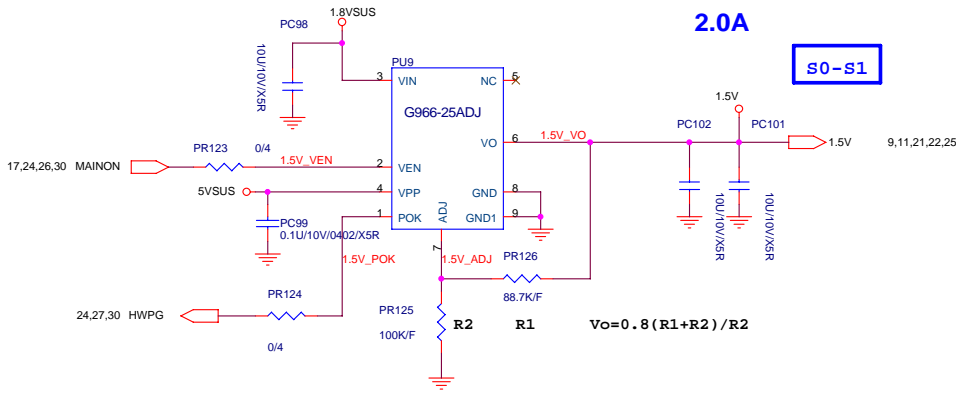 1.8VSUS
2.0A
S0-S1
PC98
10U/10V/X5R
PU9
3 VIN
NC 5
G966-25ADJ
1.5V
VO 6
1.5V_VO
PC102
PC101
1.5V
9,11,21,22,25
17,24,26,30 MAINON
PR123
0/4
1.5V_VEN
2 VEN
5VSUS
4 VPP
GND 8
PC99
0.1U/10V/0402/X5R
1 POK
ADJ
GND1 9
10U/10V/X5R
10U/10V/X5R
7
1.5V_POK
1.5V_ADJ
PR126
88.7K/F
24,27,30 HWPG
PR124
0/4
PR125
100K/F
R2
R1
Vo=0.8(R1+R2)/R2